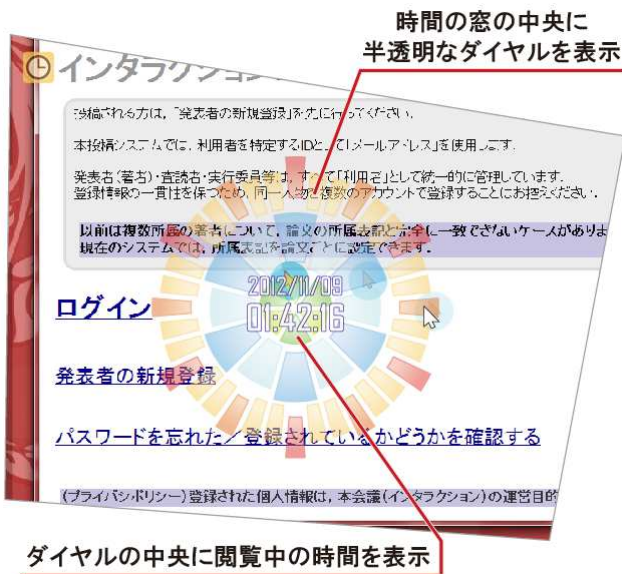 時間の窓の中央に
半透明なダイヤルを表示
インタラクション
投稿される方は,「発表者の新規登録」を先に行ってください.
本投稿システムでは, 利用者を特定するIDとして「メールアドレス」を使用します.
発表者(著者)・査読者・実行委員等は, すべて「利用者」として統一的に管理しています.
登録情報の一貫性を保つため, 同一人物を複数のアカウントで登録することはお控えください.
以前は複数所属の著者について, 論文の所属表記と完全に一致できないケースがありま
現在のシステムでは, 所属表記を論文ごとに設定できます.
2012/11/09
01:42:16
ログイン
発表者の新規登録
パスワードを忘れた／登録されているかどうかを確認する
(プライバシポリシー) 登録された個人情報は, 本会議(インタラクション)の運営目的
ダイヤルの中央に閲覧中の時間を表示